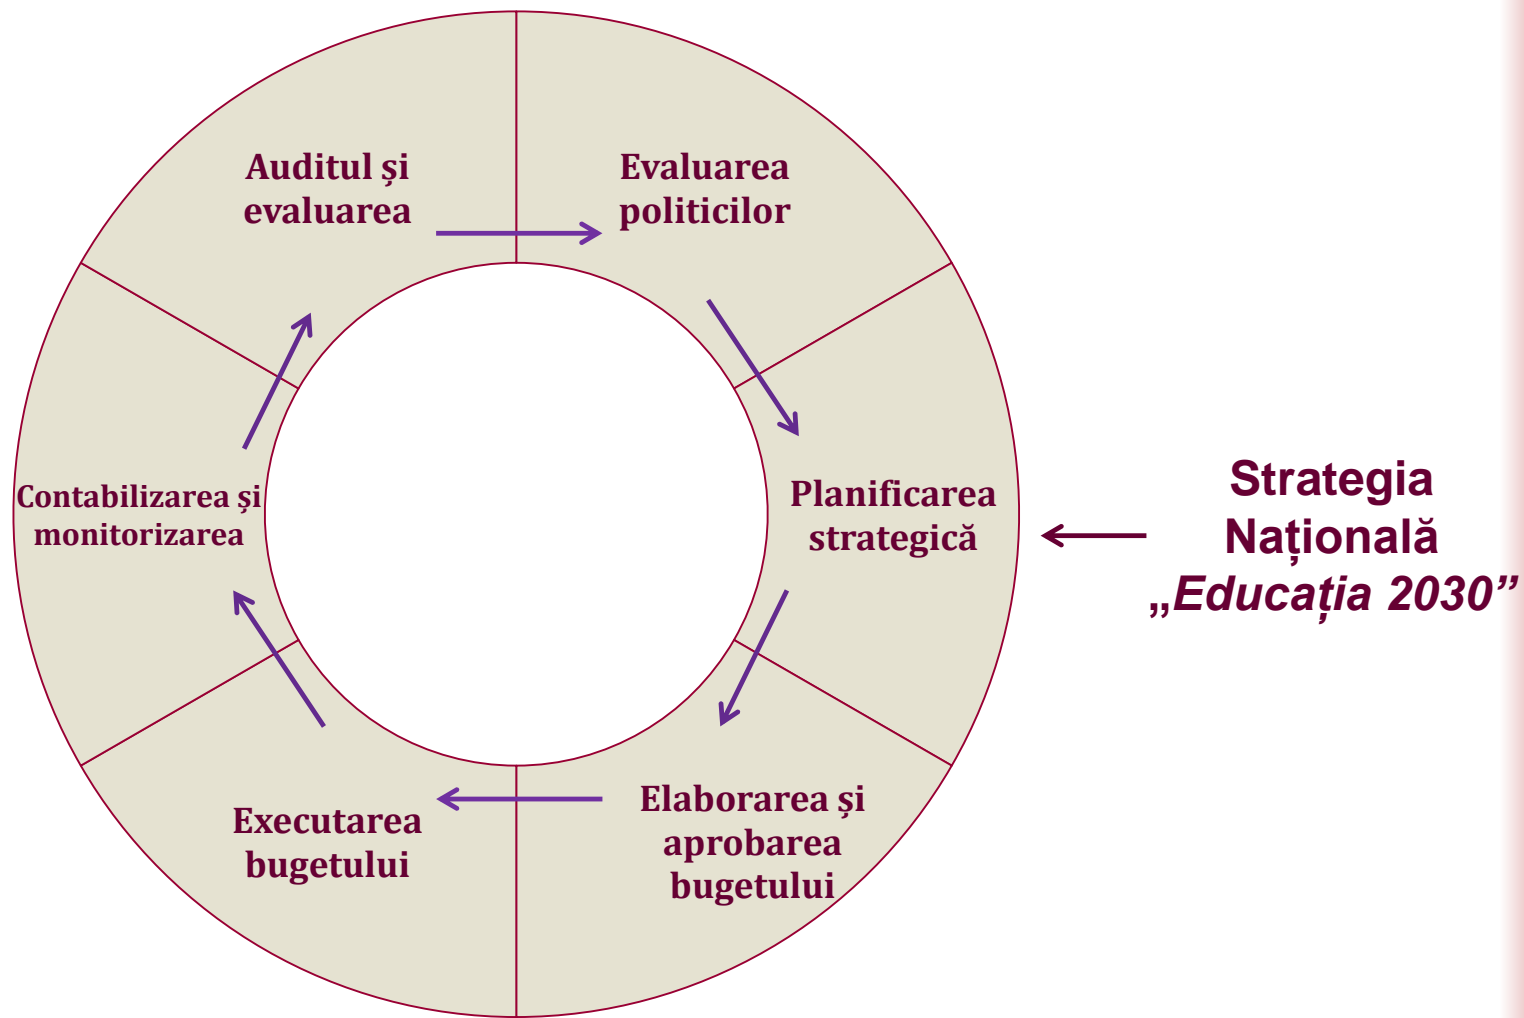 Auditul și
evaluarea
Evaluarea
politicilor
Planificarea
strategică
Elaborarea și
aprobarea
bugetului
Executarea
bugetului
Contabilizarea și
monitorizarea
Strategia
Națională
„Educația 2030”